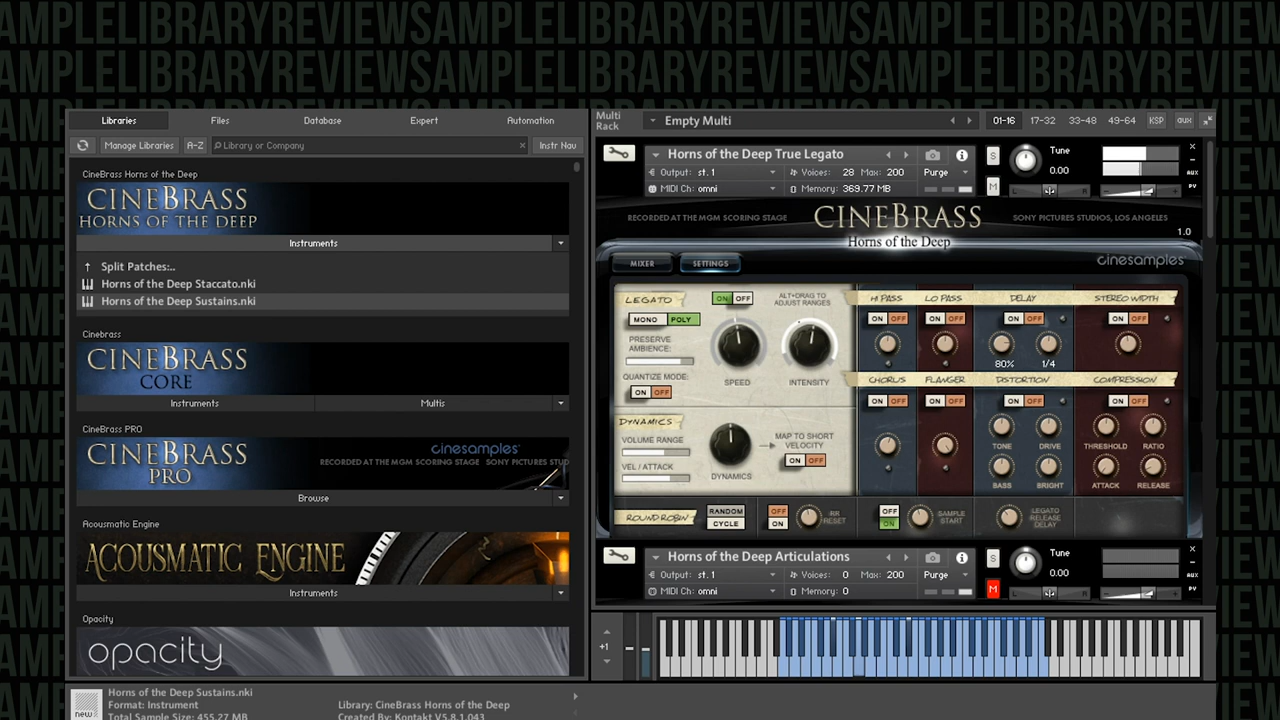 AMPLELIBRARYREVIEWSAMPLELIBRARYREVIEWSAMPLELIBRARYREVIEW
AMPLELIBRARYREVIEWSAMPLELIBRARYREVIEWSAMPLELIBRARYREVIEW
Libraries
Files
Database
Expert
Automation
Manage Libraries
A-Z
Library or Company
Instr Nav
CineBrass Horns of the Deep
CINEBRASS
HORNS OF THE DEEP
Instruments
Split Patches:..
Horns of the Deep Staccato.nki
Horns of the Deep Sustains.nki
Cinebrass
CINEBRASS
CORE
Instruments
Multis
CineBrass PRO
CINEBRASS
PRO
cinesamples
RECORDED AT THE MGM SCORING STAGE SONY PICTURES STUD
Browse
Acousmatic Engine
ACOUSMATIC ENGINE
Instruments
Opacity
opacity
new
Horns of the Deep Sustains.nki
Format: Instrument
Total Sample Size: 455.27 MB
Library: CineBrass Horns of the Deep
Created By: Kontakt V5.8.1.043
Multi
Rack
Empty Multi
01-16
17-32
33-48
49-64
KSP
aux
Horns of the Deep True Legato
Output: st.1
Voices: 28 Max: 200
Purge
MIDI Ch: omni
Memory: 369.77 MB
S
M
Tune
0.00
L
R
aux
PV
RECORDED AT THE MGM SCORING STAGE
CINEBRASS
Horns of the Deep
SONY PICTURES STUDIOS, LOS ANGELES
1.0
MIXER
SETTINGS
cinesamples
LEGATO
ON OFF
ALT+DRAG TO
ADJUST RANGES
MONO POLY
PRESERVE
AMBIENCE:
QUANTIZE MODE:
ON OFF
SPEED
INTENSITY
DYNAMICS
VOLUME RANGE
VEL / ATTACK
DYNAMICS
MAP TO SHORT
VELOCITY
ON OFF
HI PASS
LO PASS
DELAY
STEREO WIDTH
ON OFF
ON OFF
ON OFF
ON OFF
80%
1/4
CHORUS
FLANGER
DISTORTION
COMPRESSION
ON OFF
ON OFF
ON OFF
ON OFF
TONE
DRIVE
THRESHOLD
RATIO
BASS
BRIGHT
ATTACK
RELEASE
ROUND ROBIN
RANDOM
CYCLE
OFF
ON
RR
RESET
OFF
ON
SAMPLE
START
LEGATO
RELEASE
DELAY
Horns of the Deep Articulations
Output: st.1
Voices: 0 Max: 200
Purge
MIDI Ch: omni
Memory: 0
S
M
Tune
0.00
L
R
aux
PV
+1